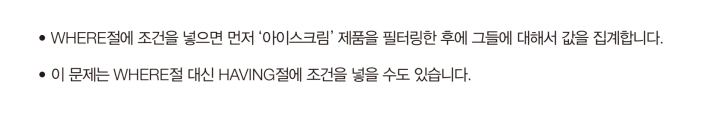 • WHERE절에 조건을 넣으면 먼저 ‘아이스크림’ 제품을 필터링한 후에 그들에 대해서 값을 집계합니다.
• 이 문제는 WHERE절 대신 HAVING절에 조건을 넣을 수도 있습니다.